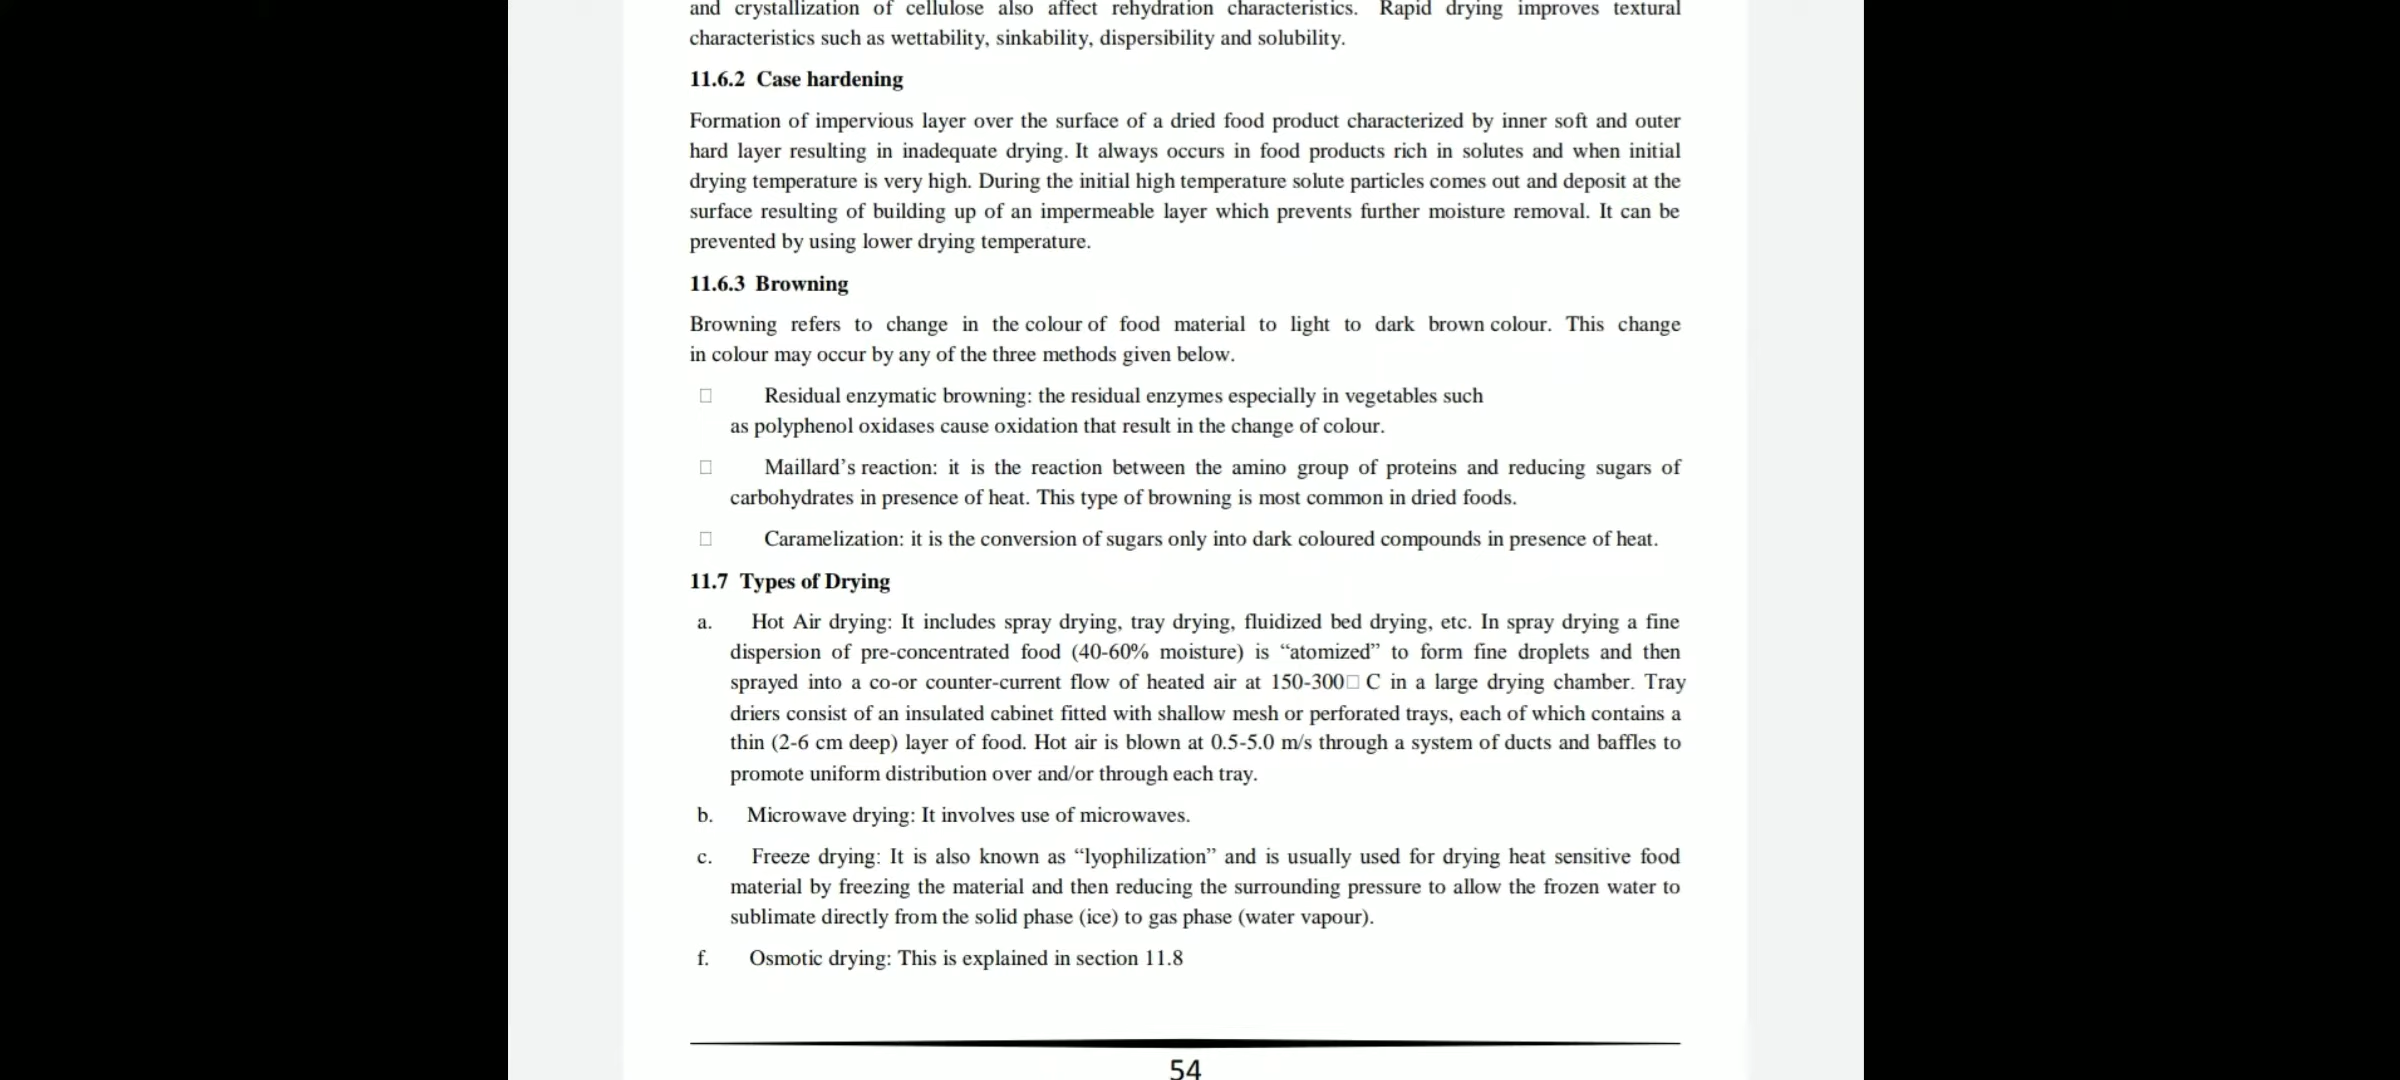 and crystallization of cellulose also affect rehydration characteristics. Rapid drying improves textural
characteristics such as wettability, sinkability, dispersibility and solubility.
11.6.2 Case hardening
Formation of impervious layer over the surface of a dried food product characterized by inner soft and outer
hard layer resulting in inadequate drying. It always occurs in food products rich in solutes and when initial
drying temperature is very high. During the initial high temperature solute particles comes out and deposit at the
surface resulting of building up of an impermeable layer which prevents further moisture removal. It can be
prevented by using lower drying temperature.
11.6.3 Browning
Browning refers to change in the colour of food material to light to dark brown colour. This change
in colour may occur by any of the three methods given below.
□ Residual enzymatic browning: the residual enzymes especially in vegetables such
as polyphenol oxidases cause oxidation that result in the change of colour.
□ Maillard’s reaction: it is the reaction between the amino group of proteins and reducing sugars of
carbohydrates in presence of heat. This type of browning is most common in dried foods.
□ Caramelization: it is the conversion of sugars only into dark coloured compounds in presence of heat.
11.7 Types of Drying
a. Hot Air drying: It includes spray drying, tray drying, fluidized bed drying, etc. In spray drying a fine
dispersion of pre-concentrated food (40-60% moisture) is “atomized” to form fine droplets and then
sprayed into a co-or counter-current flow of heated air at 150-300□ C in a large drying chamber. Tray
driers consist of an insulated cabinet fitted with shallow mesh or perforated trays, each of which contains a
thin (2-6 cm deep) layer of food. Hot air is blown at 0.5-5.0 m/s through a system of ducts and baffles to
promote uniform distribution over and/or through each tray.
b. Microwave drying: It involves use of microwaves.
c. Freeze drying: It is also known as “lyophilization” and is usually used for drying heat sensitive food
material by freezing the material and then reducing the surrounding pressure to allow the frozen water to
sublimate directly from the solid phase (ice) to gas phase (water vapour).
f. Osmotic drying: This is explained in section 11.8
54